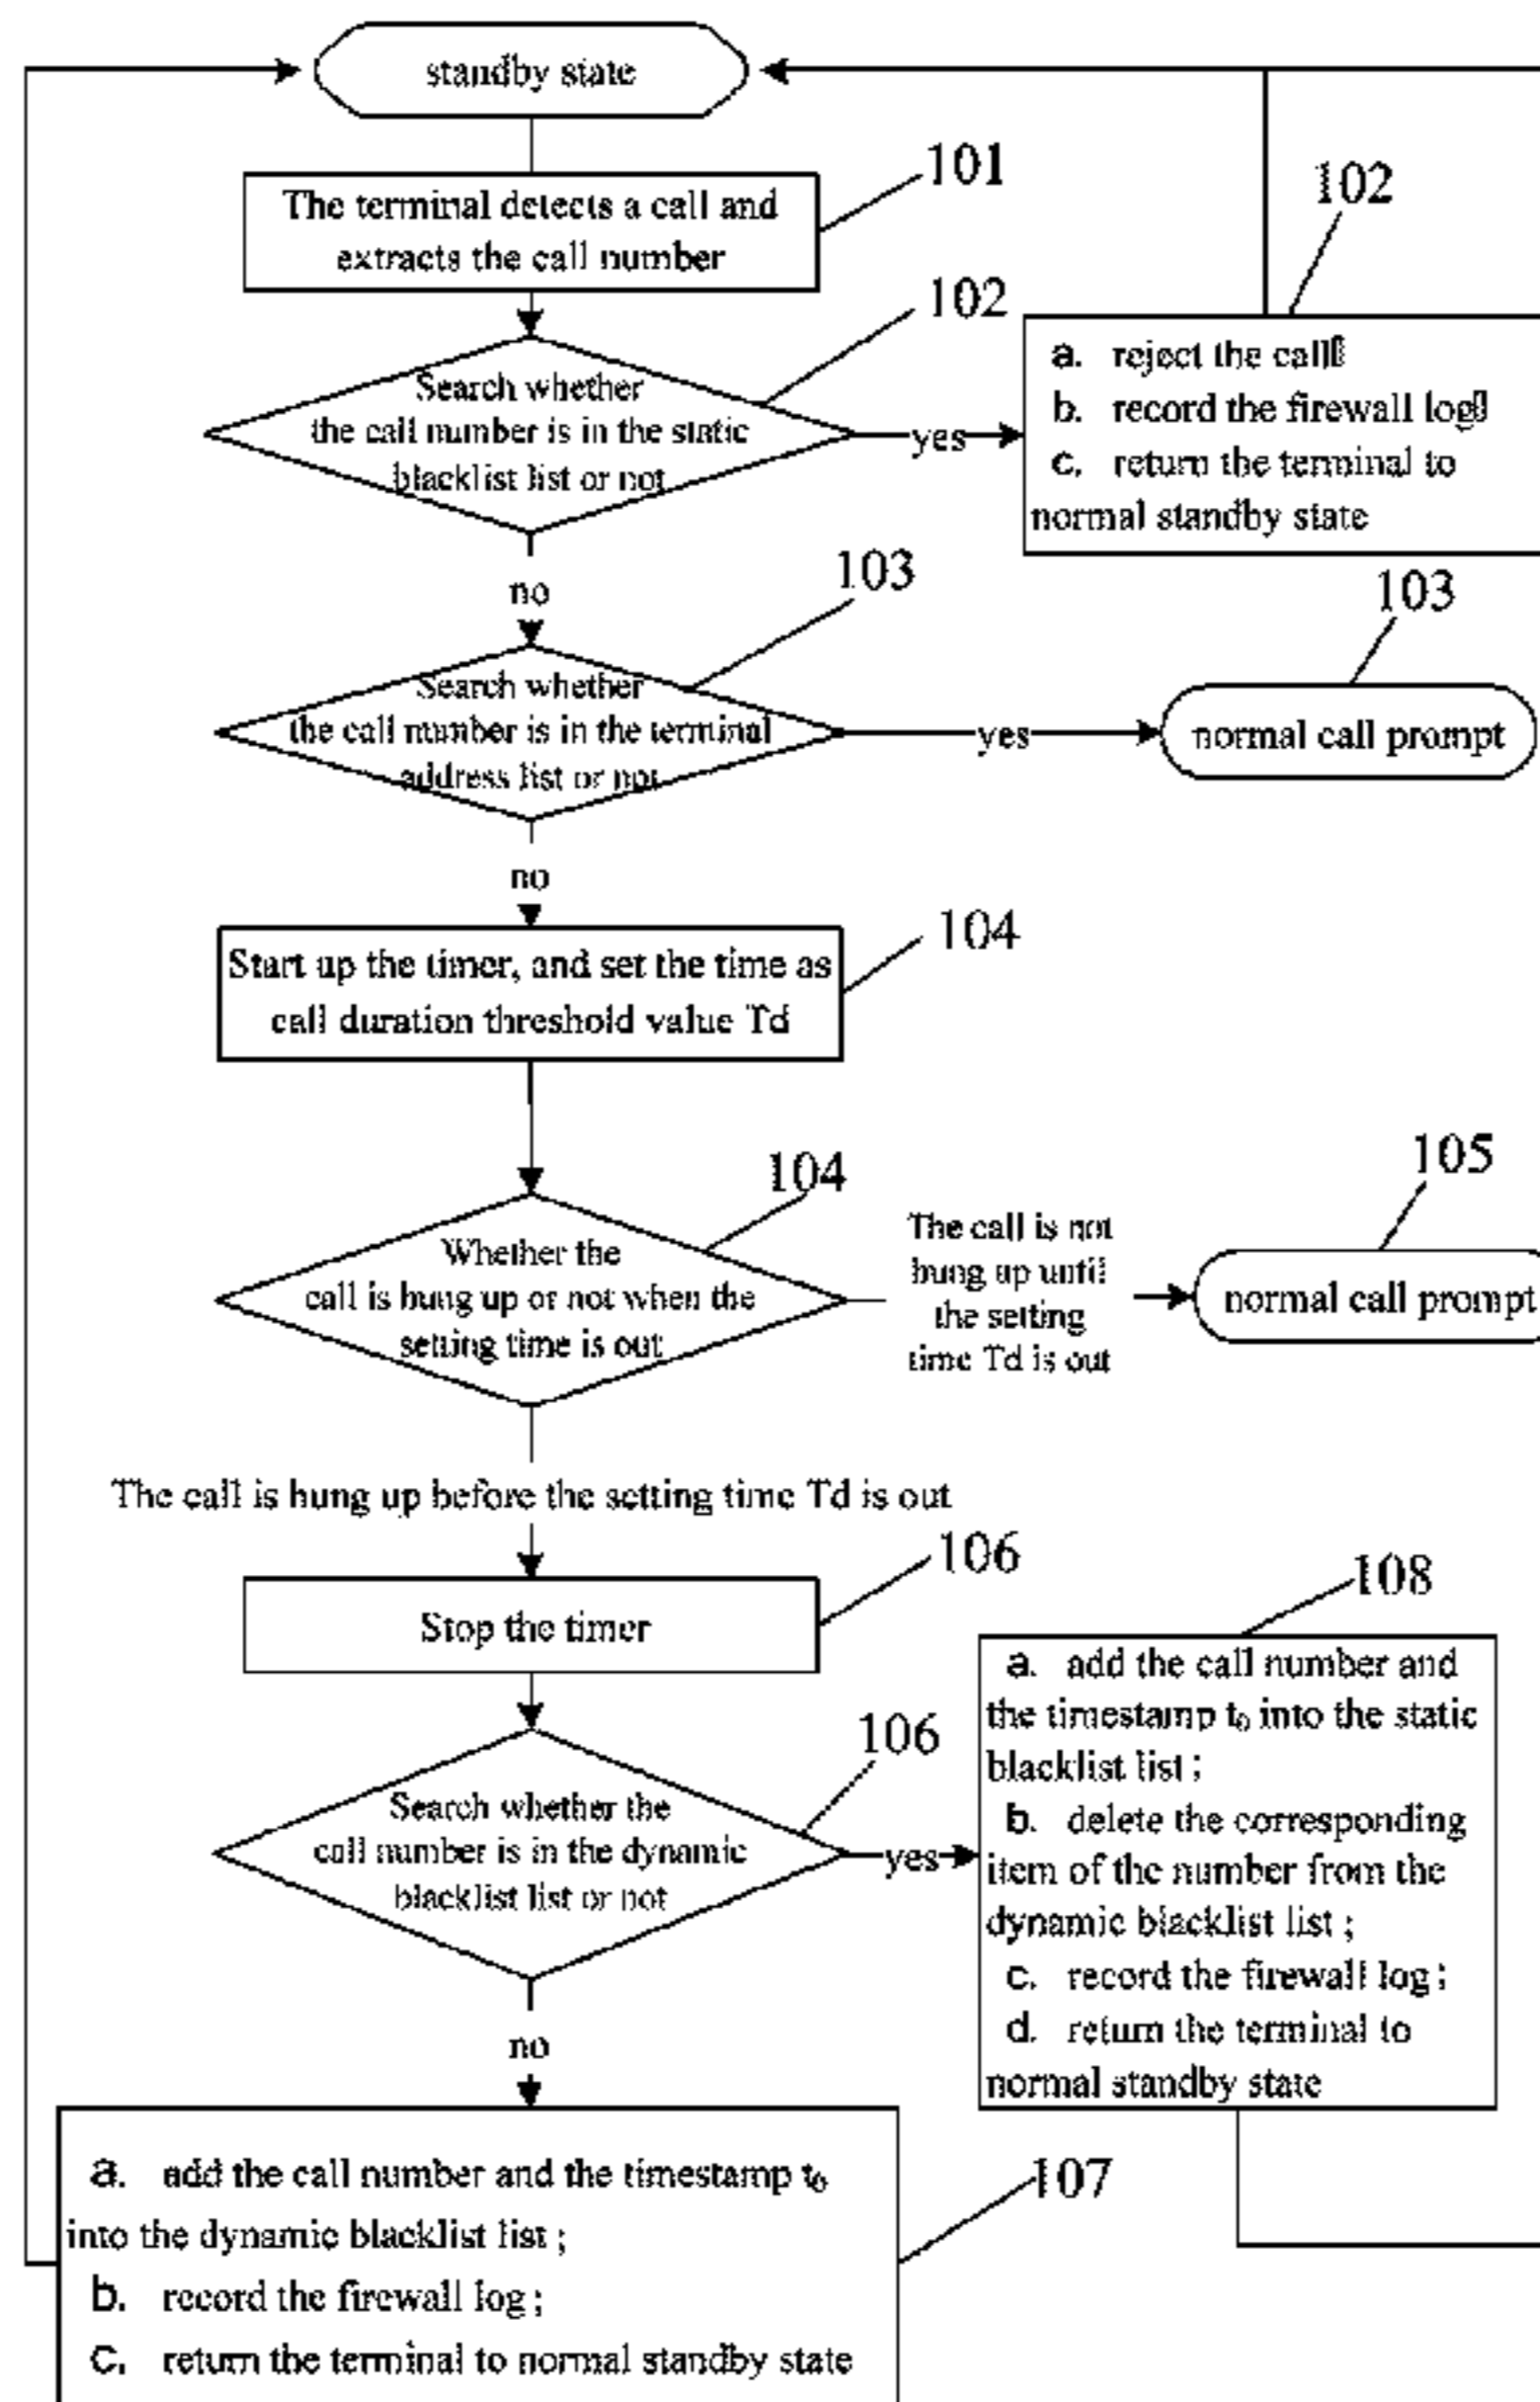 standby state
101
The terminal detects a call and
extracts the call number
102
102
Search whether
the call number is in the static
blacklist list or not
yes
a. reject the call
b. record the firewall log
c. return the terminal to
normal standby state
no
103
103
Search whether
the call number is in the terminal
address list or not
yes
normal call prompt
no
104
Start up the timer, and set the time as
call duration threshold value Td
104
105
Whether the
call is hung up or not when the
setting time is out
The call is not
hung up until
the setting
time Td is out
normal call prompt
The call is hung up before the setting time Td is out
106
Stop the timer
108
106
Search whether the
call number is in the dynamic
blacklist list or not
yes
a. add the call number and
the timestamp t₀ into the static
blacklist list;
b. delete the corresponding
item of the number from the
dynamic blacklist list;
c. record the firewall log;
d. return the terminal to
normal standby state
no
107
a. add the call number and the timestamp t₀
into the dynamic blacklist list;
b. record the firewall log;
c. return the terminal to normal standby state